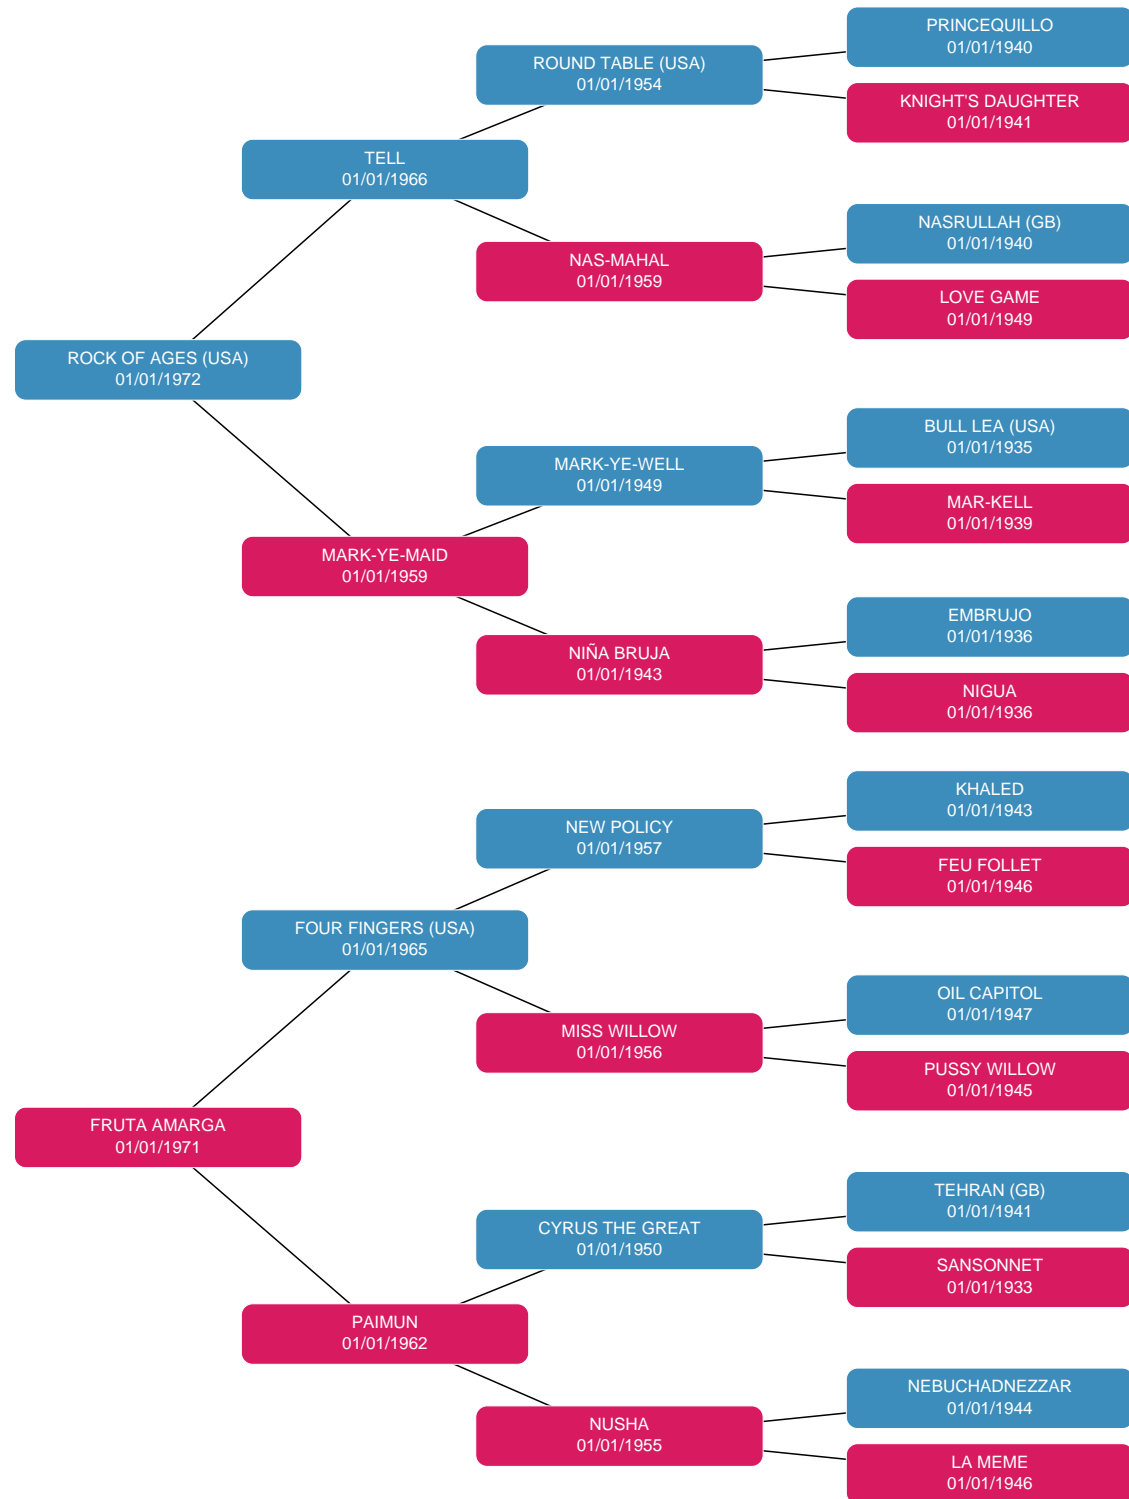 PRINCEQUILLO
01/01/1940
ROUND TABLE (USA)
01/01/1954
KNIGHT'S DAUGHTER
01/01/1941
TELL
01/01/1966
NASRULLAH (GB)
01/01/1940
NAS-MAHAL
01/01/1959
LOVE GAME
01/01/1949
ROCK OF AGES (USA)
01/01/1972
BULL LEA (USA)
01/01/1935
MARK-YE-WELL
01/01/1949
MAR-KELL
01/01/1939
MARK-YE-MAID
01/01/1959
EMBRUJO
01/01/1936
NIÑA BRUJA
01/01/1943
NIGUA
01/01/1936
KHALED
01/01/1943
NEW POLICY
01/01/1957
FEU FOLLET
01/01/1946
FOUR FINGERS (USA)
01/01/1965
OIL CAPITOL
01/01/1947
MISS WILLOW
01/01/1956
PUSSY WILLOW
01/01/1945
FRUTA AMARGA
01/01/1971
TEHRAN (GB)
01/01/1941
CYRUS THE GREAT
01/01/1950
SANSONNET
01/01/1933
PAIMUN
01/01/1962
NEBUCHADNEZZAR
01/01/1944
NUSHA
01/01/1955
LA MEME
01/01/1946